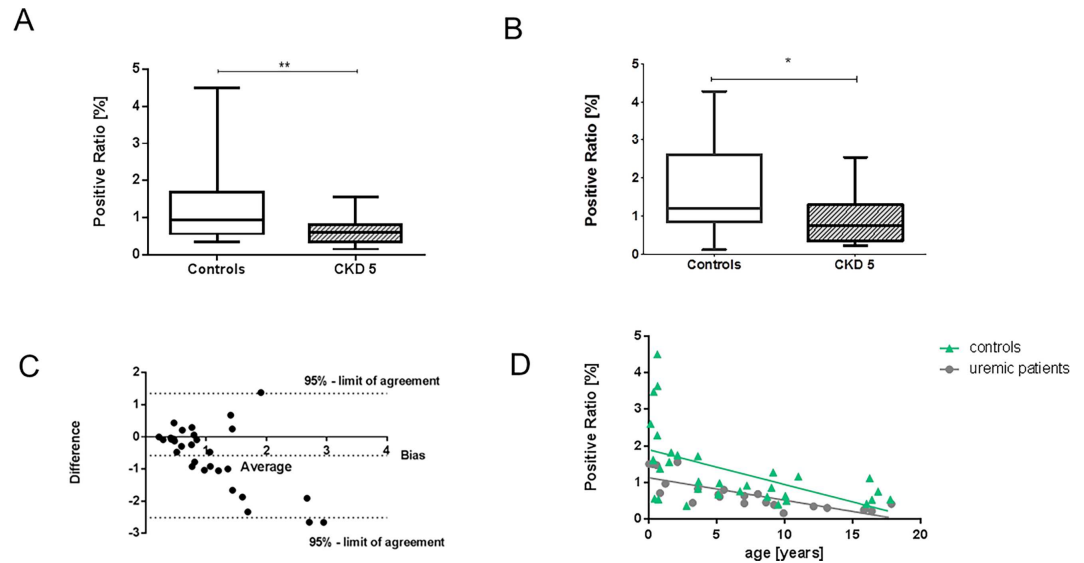 A
Positive Ratio [%]
5
4
3
2
1
0
**
Controls
CKD 5
B
Positive Ratio [%]
5
4
3
2
1
0
*
Controls
CKD 5
C
Difference
2
1
0
-1
-2
-3
1
2
3
4
95% - limit of agreement
Bias
Average
95% - limit of agreement
D
Positive Ratio [%]
5
4
3
2
1
0
0
5
10
15
20
age [years]
controls
uremic patients